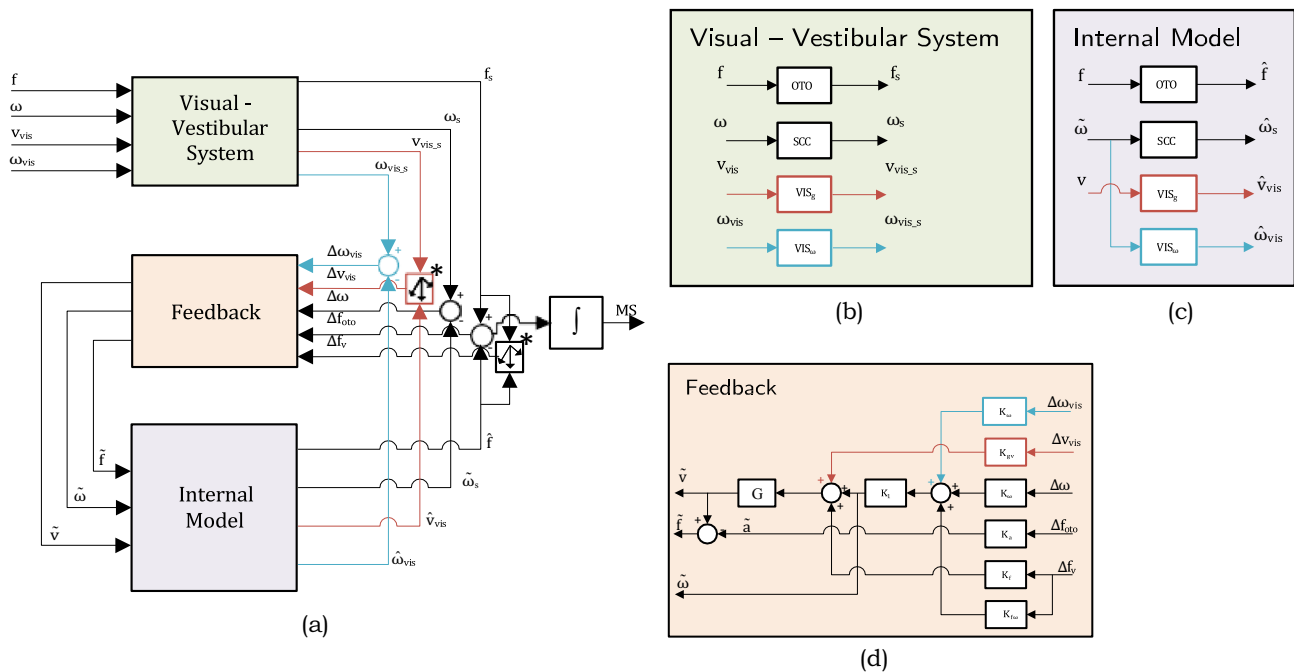 f
ω
v_vis
ω_vis
Visual -
Vestibular
System
f_s
ω_s
v_vis_s
ω_vis_s
Feedback
Δω_vis
Δv_vis
Δω
Δf_oto
Δf_v
+
-
*
+
-
+
-
*
∫
MS
Internal
Model
f̃
ω̃
ṽ
f̂
ω̃_s
v̂_vis
ω̂_vis
(a)
Visual – Vestibular System
f OTO f_s
ω SCC ω_s
v_vis VIS_g v_vis_s
ω_vis VIS_ω ω_vis_s
(b)
Internal Model
f OTO f̂
ω̃ SCC ω̂_s
v VIS_g v̂_vis
VIS_ω ω̂_vis
(c)
Feedback
K_ω Δω_vis
K_gv Δv_vis
ṽ G + + + K_l + + + K_ω Δω
f̃ + - ã K_a Δf_oto
K_f Δf_v
ω̃
K_fω
(d)